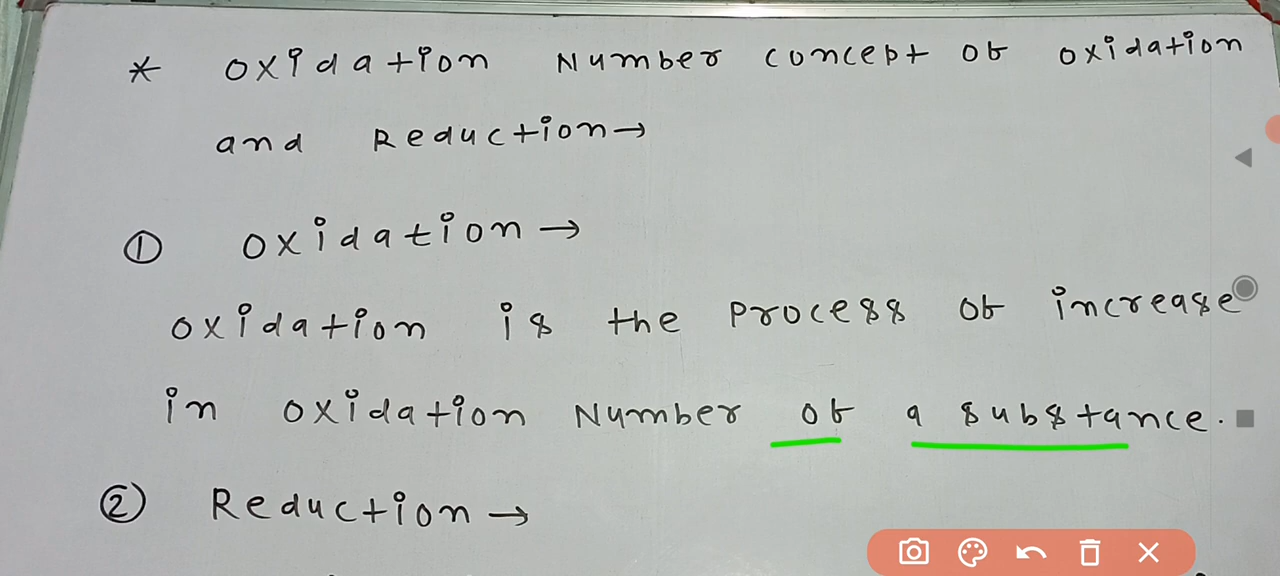 * Oxidation Number concept of oxidation
and Reduction→
① Oxidation→
Oxidation is the process of increase
in oxidation Number of a substance.
② Reduction→